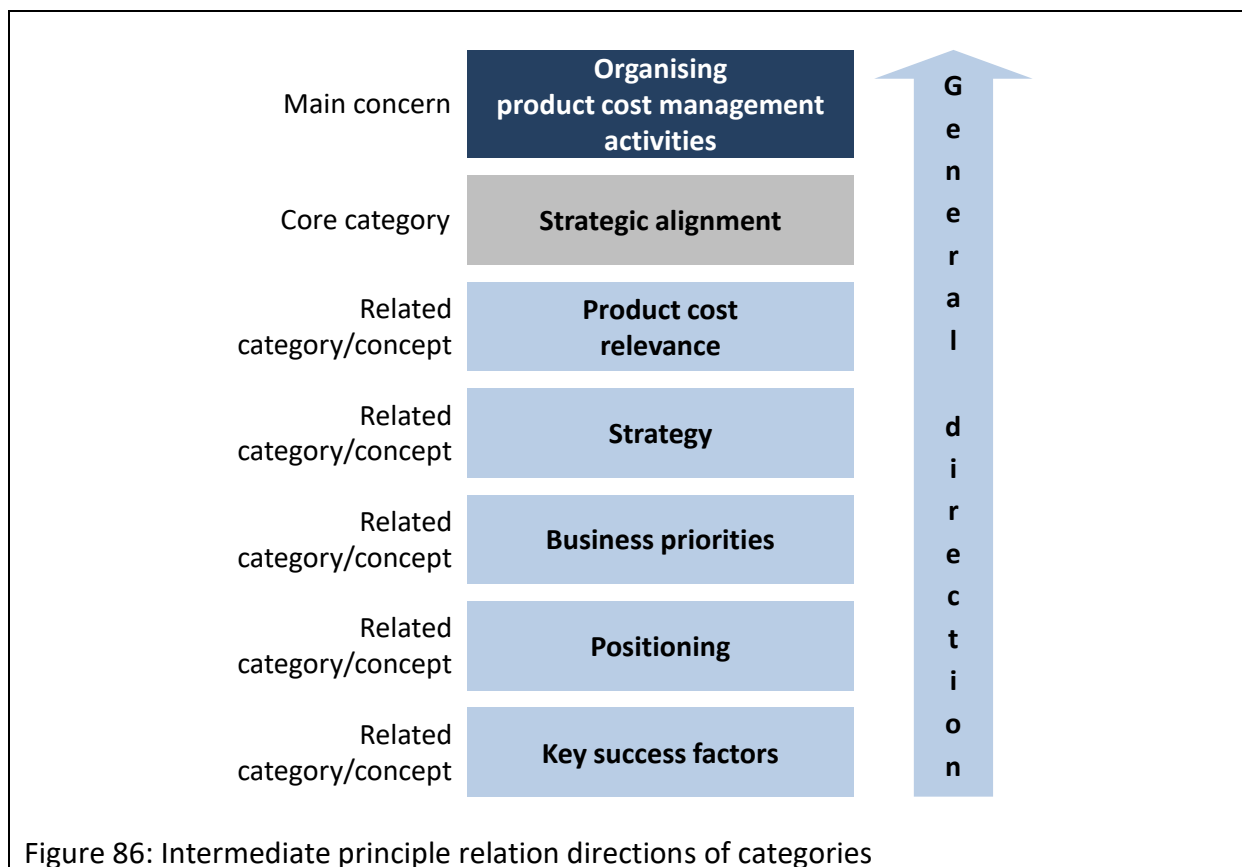 Main concern
Organising
product cost management
activities
Core category
Strategic alignment
Related
category/concept
Product cost
relevance
Related
category/concept
Strategy
Related
category/concept
Business priorities
Related
category/concept
Positioning
Related
category/concept
Key success factors
General direction
Figure 86: Intermediate principle relation directions of categories